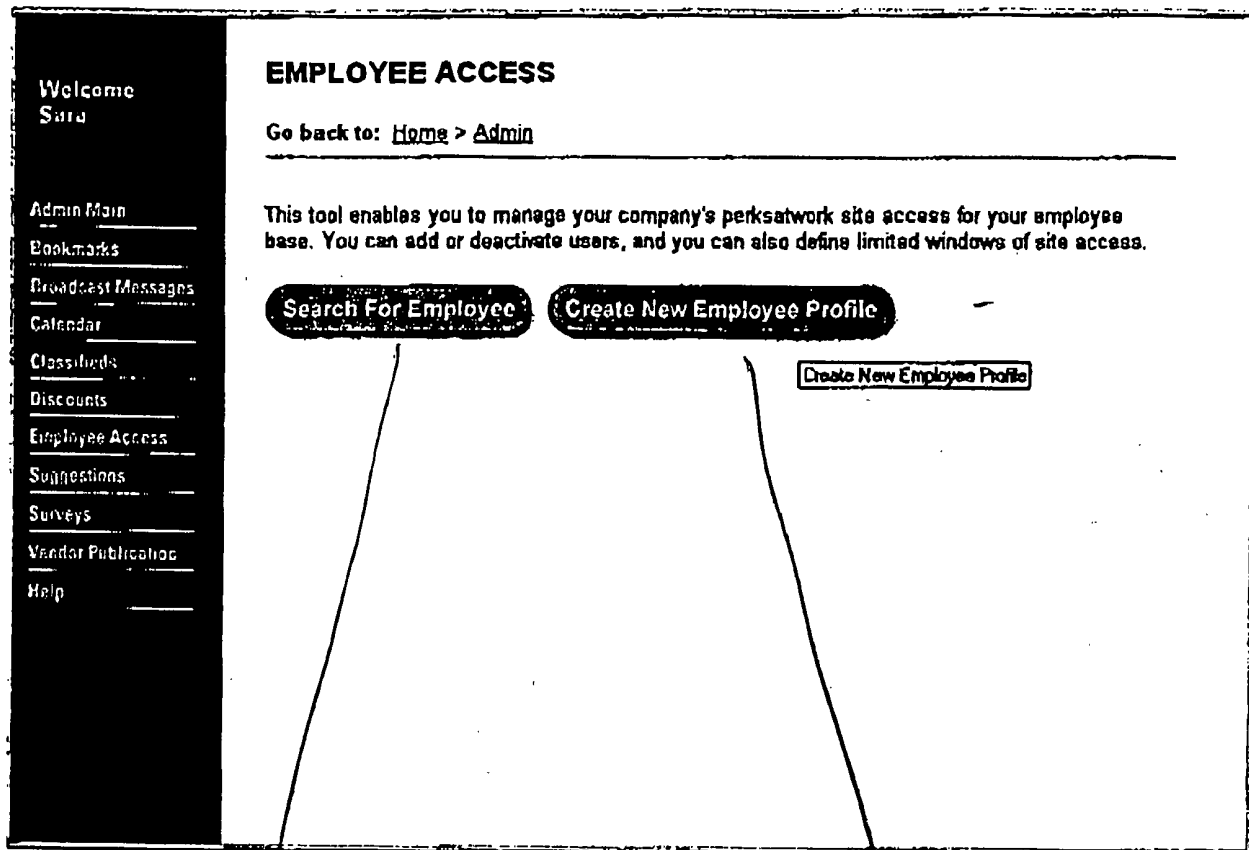 Welcome
Sara
Admin Main
Bookmarks
Broadcast Messages
Calendar
Classifieds
Discounts
Employee Access
Suggestions
Surveys
Vendor Publication
Help
EMPLOYEE ACCESS
Go back to: Home > Admin
This tool enables you to manage your company's perksatwork site access for your employee
base. You can add or deactivate users, and you can also define limited windows of site access.
Search For Employee
Create New Employee Profile
Create New Employee Profile